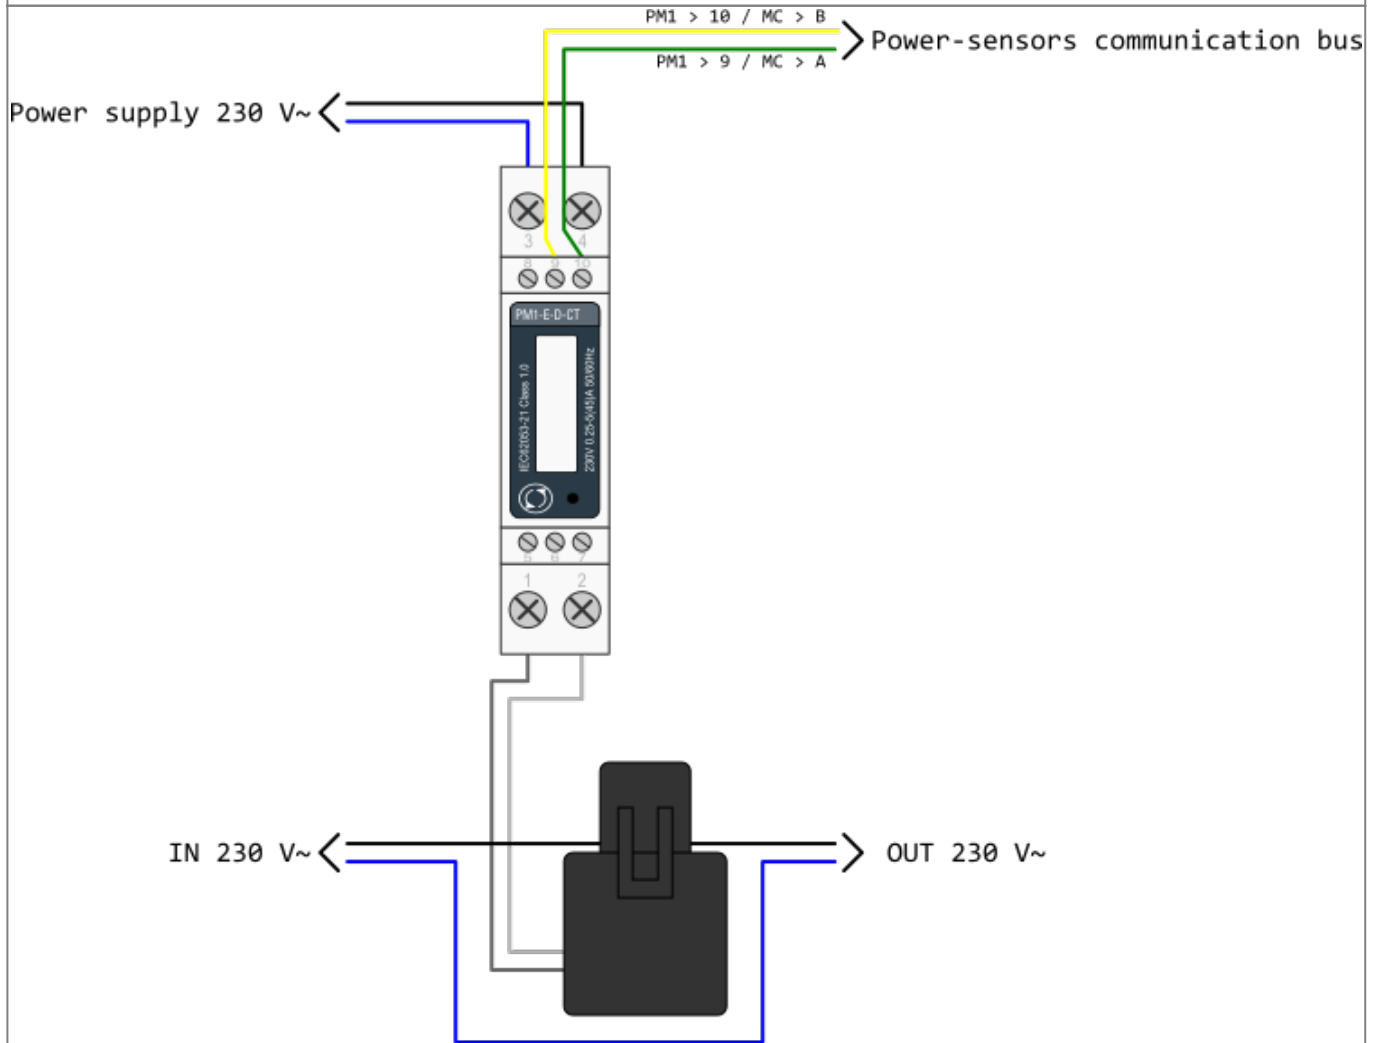 PM1 > 10 / MC > B
Power-sensors communication bus
PM1 > 9 / MC > A
Power supply 230 V~
3
4
8 9 10
PM1-E-D-CT
IEC62053-21 Class 1.0
230V 0.25-5(45)A 50/60Hz
5 6 7
1
2
IN 230 V~
OUT 230 V~